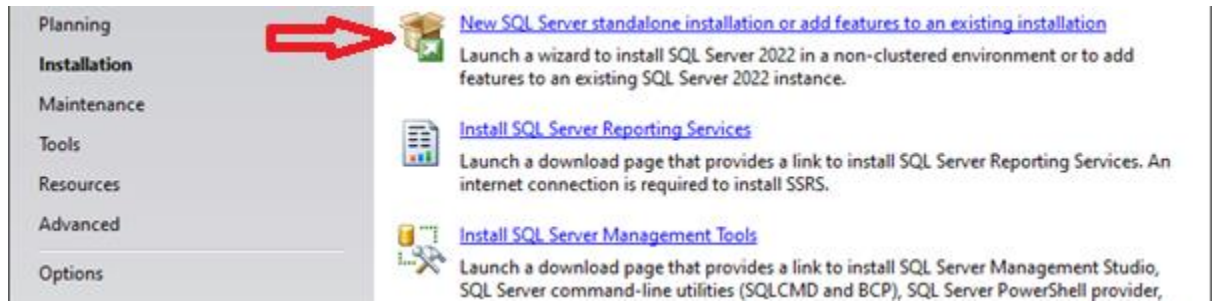 Planning
Installation
Maintenance
Tools
Resources
Advanced
Options
New SQL Server standalone installation or add features to an existing installation
Launch a wizard to install SQL Server 2022 in a non-clustered environment or to add
features to an existing SQL Server 2022 instance.
Install SQL Server Reporting Services
Launch a download page that provides a link to install SQL Server Reporting Services. An
internet connection is required to install SSRS.
Install SQL Server Management Tools
Launch a download page that provides a link to install SQL Server Management Studio,
SQL Server command-line utilities (SQLCMD and BCP), SQL Server PowerShell provider,